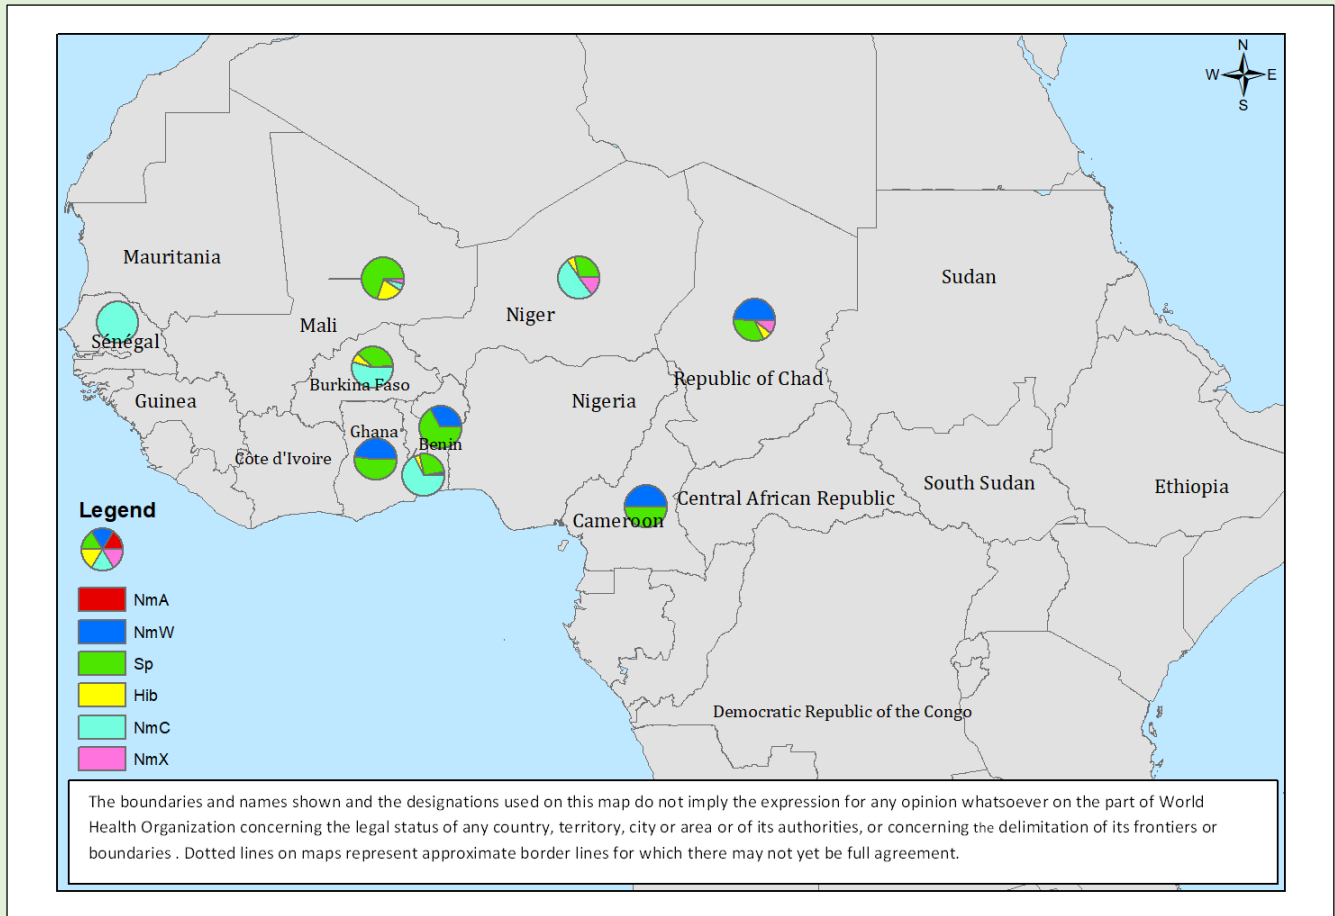 N
W E
S
Mauritania
Sudan
Niger
Mali
Sénégal
Republic of Chad
Burkina Faso
Guinea
Nigeria
Ghana
Benin
Côte d'Ivoire
South Sudan
Ethiopia
Central African Republic
Cameroon
Legend
NmA
NmW
Sp
Hib
NmC
NmX
Democratic Republic of the Congo
The boundaries and names shown and the designations used on this map do not imply the expression for any opinion whatsoever on the part of World
Health Organization concerning the legal status of any country, territory, city or area or of its authorities, or concerning the delimitation of its frontiers or
boundaries . Dotted lines on maps represent approximate border lines for which there may not yet be full agreement.